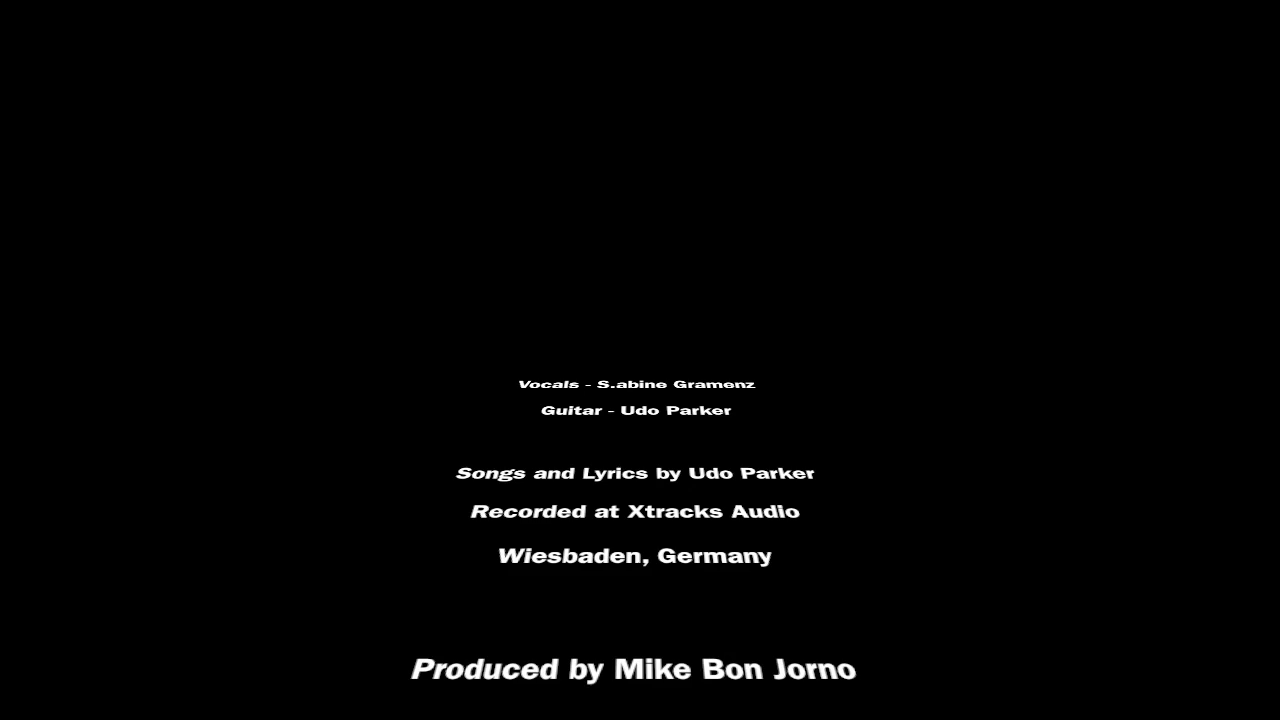 Vocals - S.abine Gramenz
Guitar - Udo Parker
Songs and Lyrics by Udo Parker
Recorded at Xtracks Audio
Wiesbaden, Germany
Produced by Mike Bon Jorno